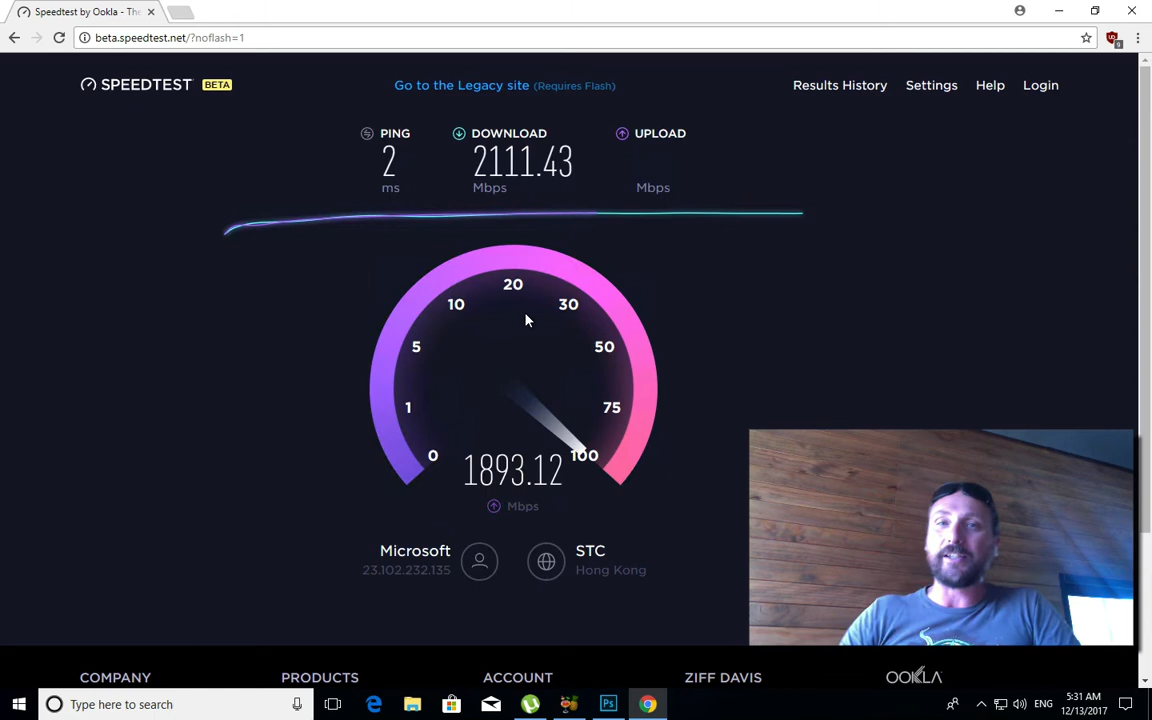 Speedtest by Ookla - The
beta.speedtest.net/?noflash=1
SPEEDTEST BETA
Go to the Legacy site (Requires Flash)
Results History Settings Help Login
PING DOWNLOAD UPLOAD
2 2111.43
ms Mbps Mbps
20
10 30
5 50
1 75
0 100
1893.12
Mbps
Microsoft STC
23.102.232.135 Hong Kong
COMPANY PRODUCTS ACCOUNT ZIFF DAVIS OOKLA
Type here to search
Ps
ENG
5:31 AM
12/13/2017